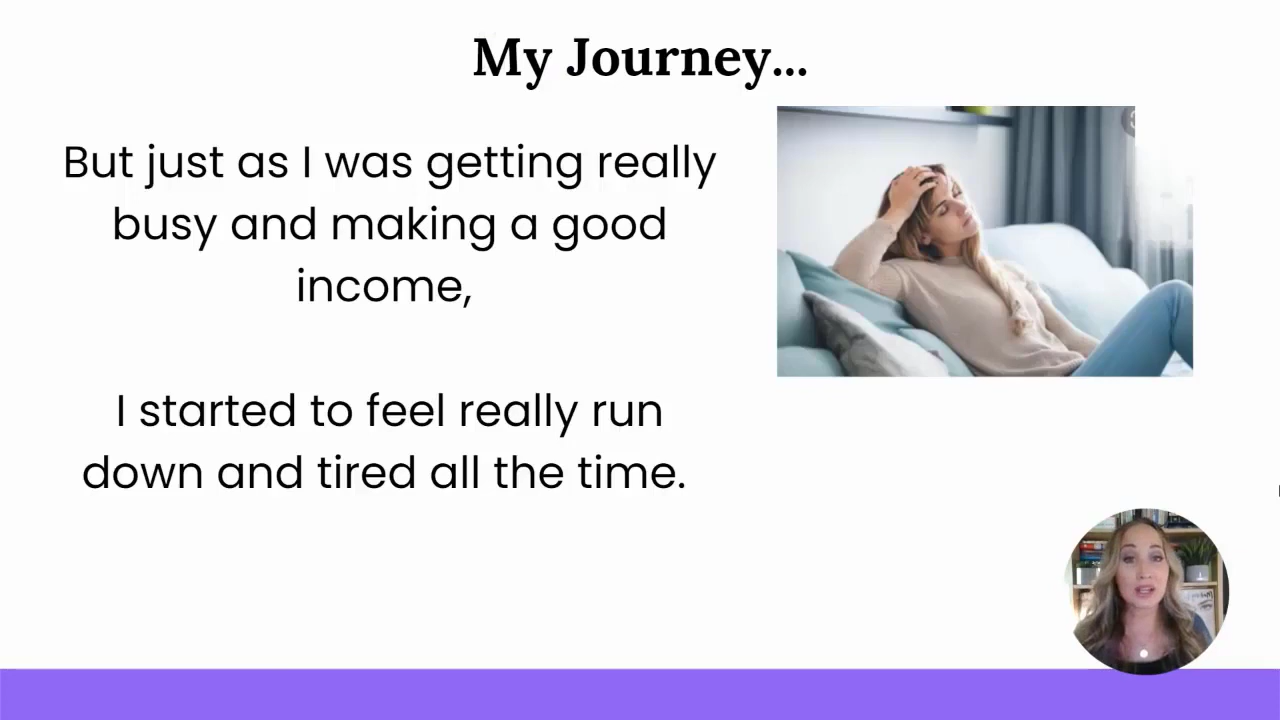 My Journey...
But just as I was getting really
busy and making a good
income,
I started to feel really run
down and tired all the time.